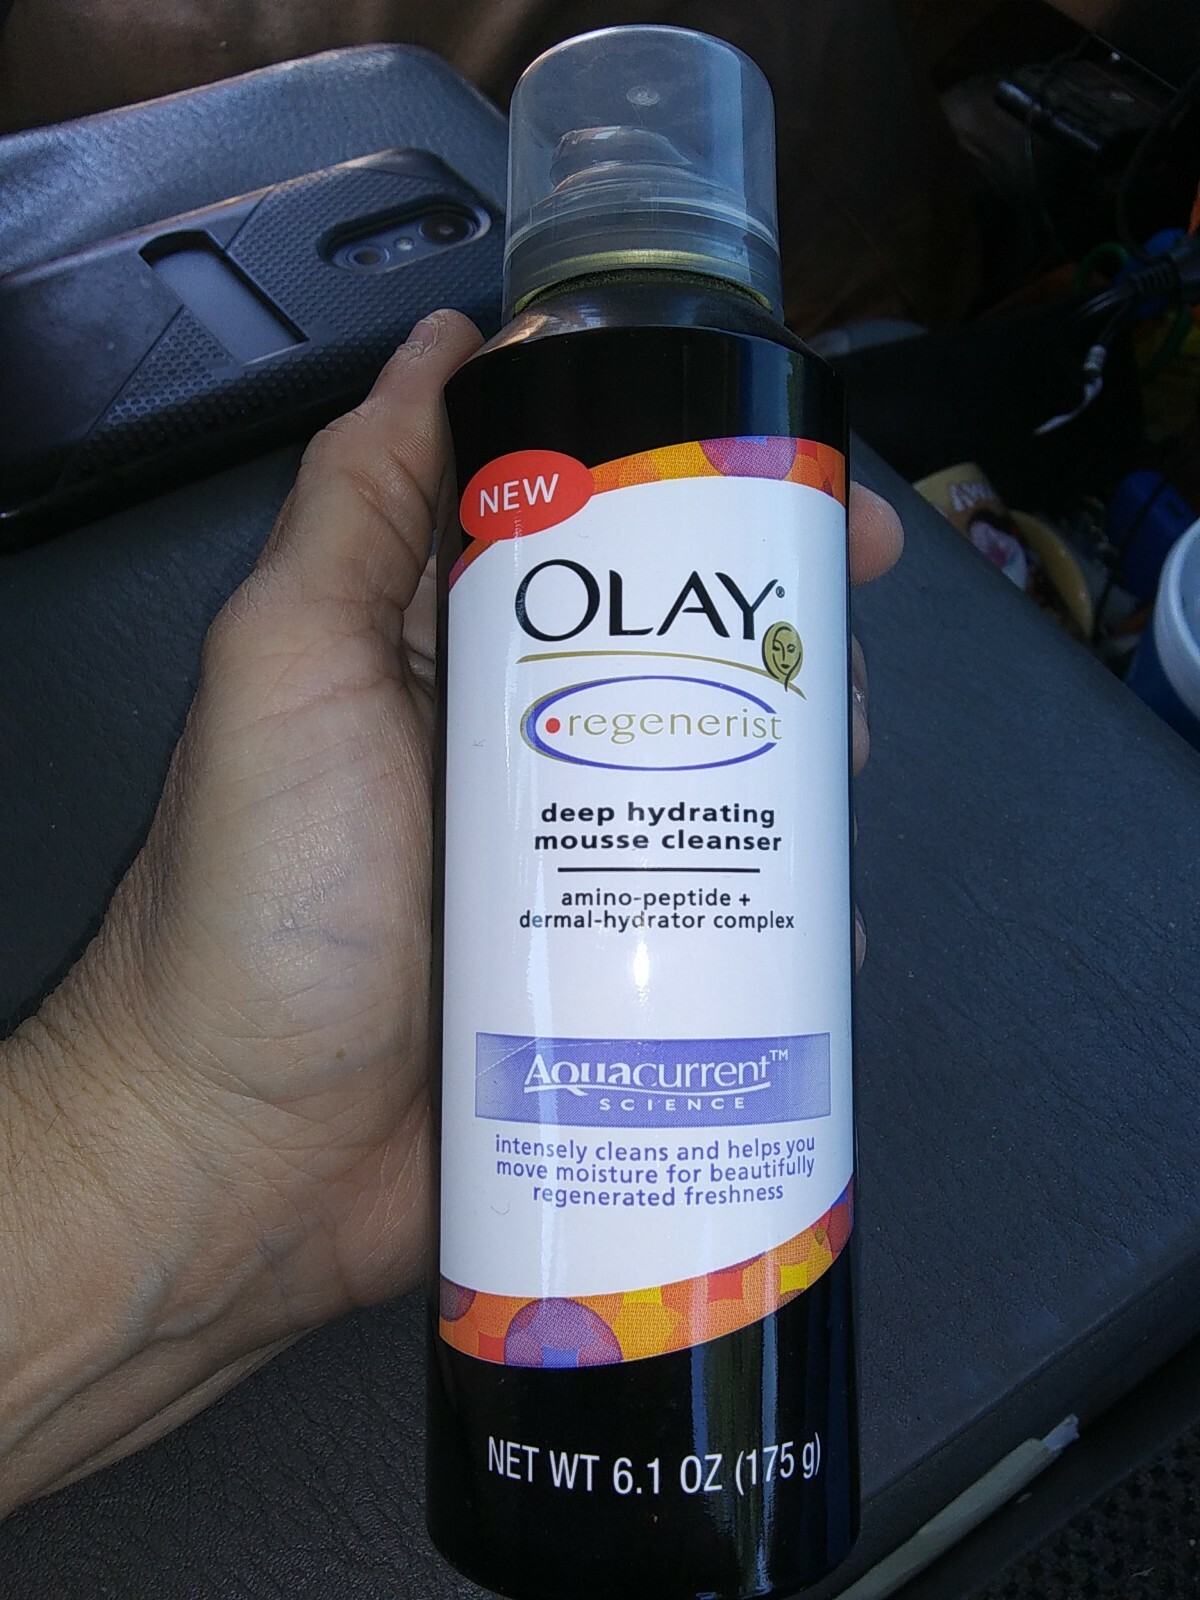 NEW
OLAY®
regenerist
deep hydrating
mousse cleanser
amino-peptide +
dermal-hydrator complex
Aquacurrent™
SCIENCE
intensely cleans and helps you
move moisture for beautifully
regenerated freshness
NET WT 6.1 OZ (175 g)